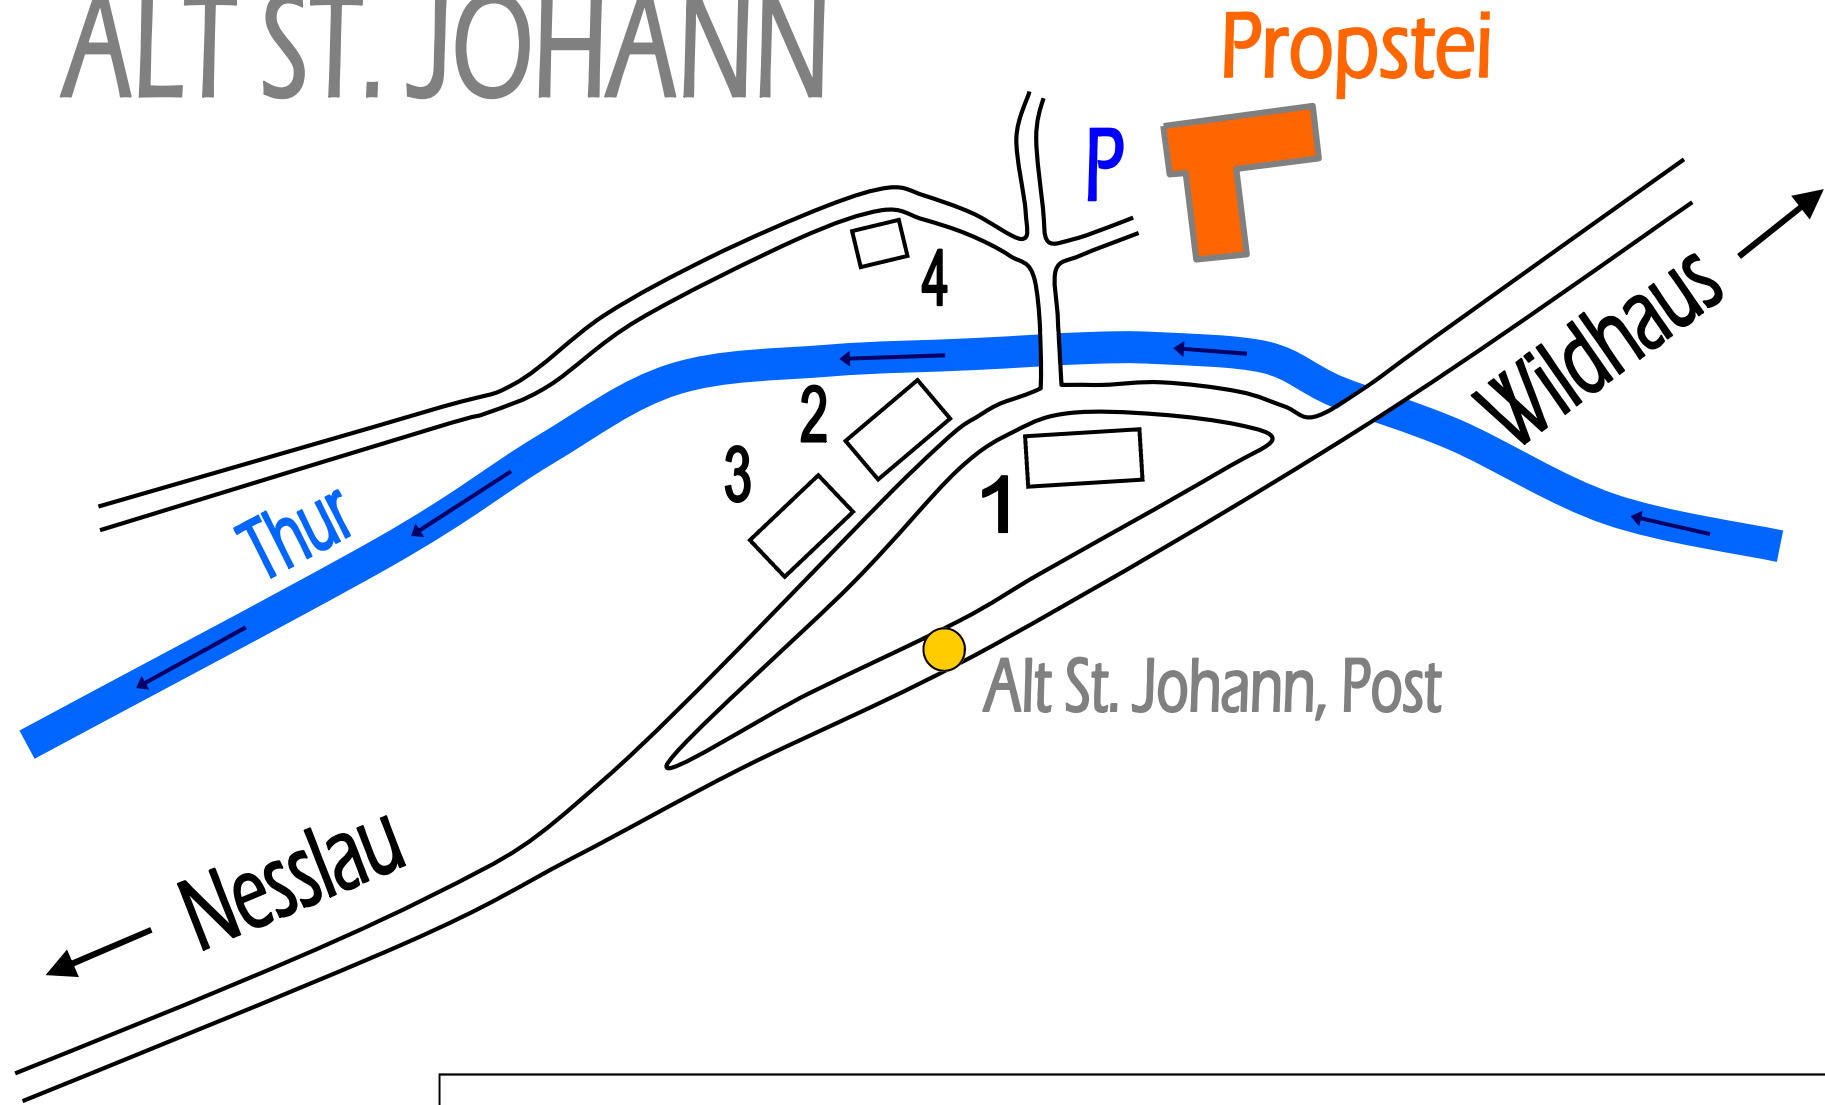 ALT ST. JOHANN
Propstei
P
4
Wildhaus
2
3
1
Thur
Alt St. Johann, Post
Nesslau